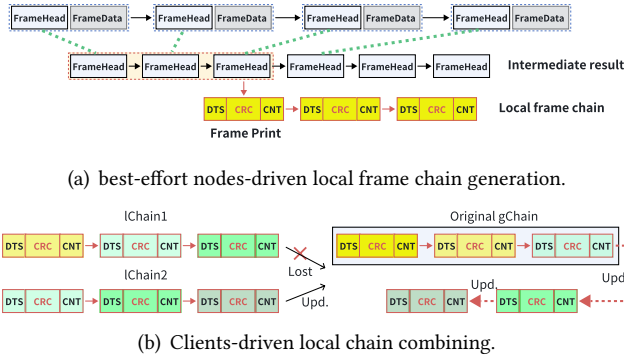 FrameHead FrameData FrameHead FrameData FrameHead FrameData FrameHead FrameData
FrameHead FrameHead FrameHead FrameHead FrameHead FrameHead Intermediate result
DTS CRC CNT DTS CRC CNT DTS CRC CNT Local frame chain
Frame Print
(a) best-effort nodes-driven local frame chain generation.
lChain1 Original gChain
DTS CRC CNT DTS CRC CNT DTS CRC CNT DTS CRC CNT DTS CRC CNT DTS CRC CNT
lChain2 Lost Upd. Upd.
DTS CRC CNT DTS CRC CNT DTS CRC CNT Upd. DTS CRC CNT DTS CRC CNT
(b) Clients-driven local chain combining.